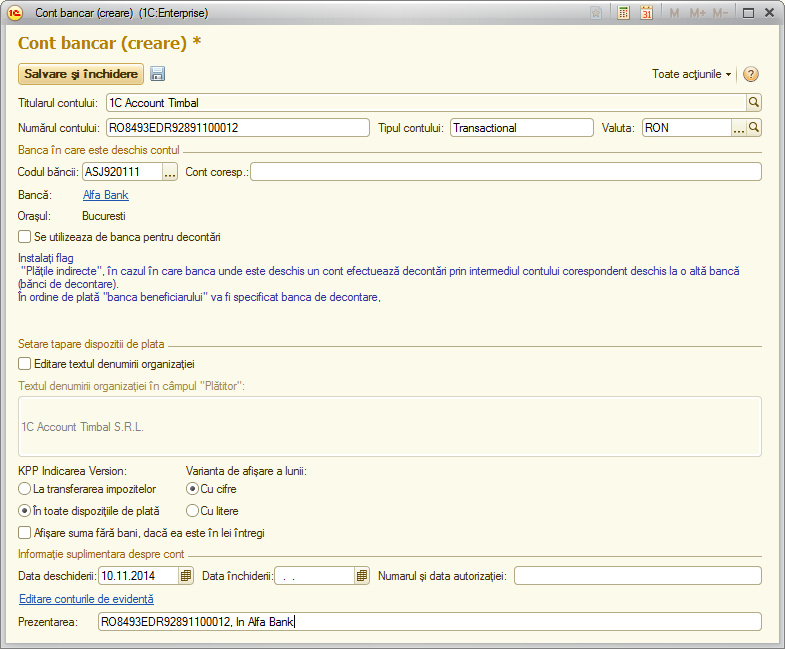 Cont bancar (creare) (1C:Enterprise)
M M+ M-
Cont bancar (creare) *
Salvare și închidere
Toate acțiunile
Titularul contului: 1C Account Timbal
Numărul contului: RO8493EDR92891100012 Tipul contului: Transactional Valuta: RON
Banca în care este deschis contul
Codul băncii: ASJ920111 Cont coresp.:
Bancă: Alfa Bank
Orașul: Bucuresti
Se utilizeaza de banca pentru decontări
Instalați flag
"Plățile indirecte", în cazul în care banca unde este deschis un cont efectuează decontări prin intermediul contului corespondent deschis la o altă bancă
(bănci de decontare).
În ordine de plată "banca beneficiarului" va fi specificat banca de decontare,
Setare tapare dispozitii de plata
Editare textul denumirii organizației
Textul denumirii organizației în câmpul "Plătitor":
1C Account Timbal S.R.L.
KPP Indicarea Version: Varianta de afișare a lunii:
La transferarea impozitelor Cu cifre
În toate dispozițiile de plată Cu litere
Afișare suma fără bani, dacă ea este în lei întregi
Informație suplimentara despre cont
Data deschiderii: 10.11.2014 Data închiderii: . . Numarul și data autorizației:
Editare conturile de evidență
Prezentarea: RO8493EDR92891100012, In Alfa Bank